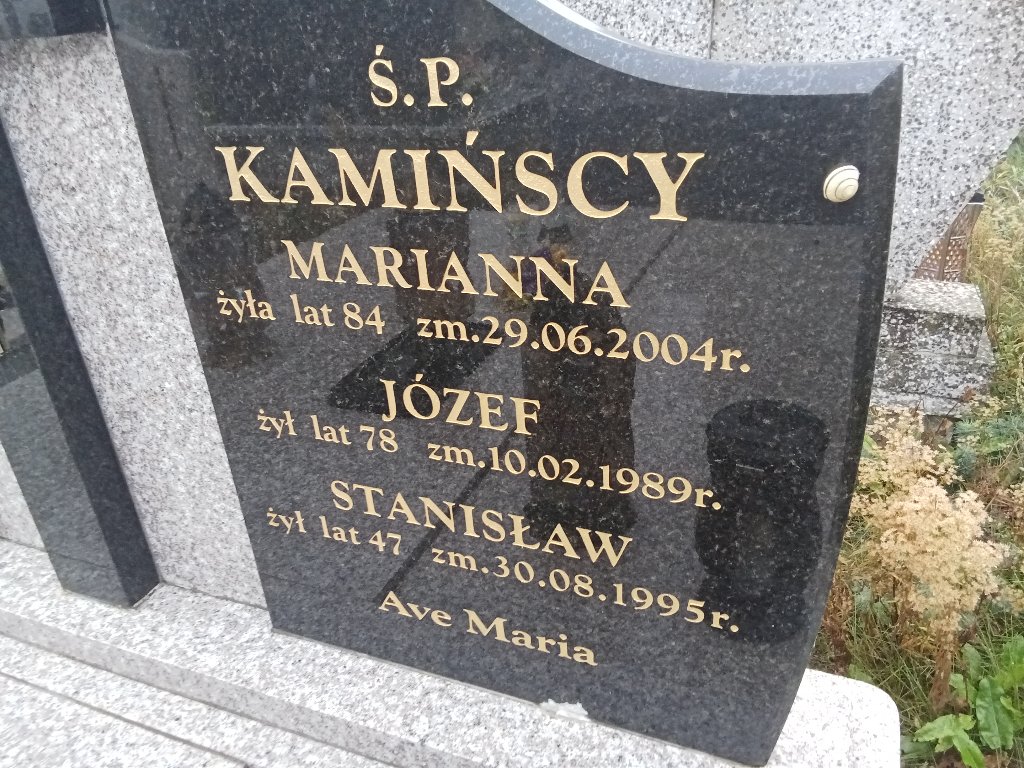 Ś.P.
KAMIŃSCY
MARIANNA
żyła lat 84 zm.29.06.2004r.
JÓZEF
żył lat 78 zm.10.02.1989r.
STANISŁAW
żył lat 47 zm.30.08.1995r.
Ave Maria